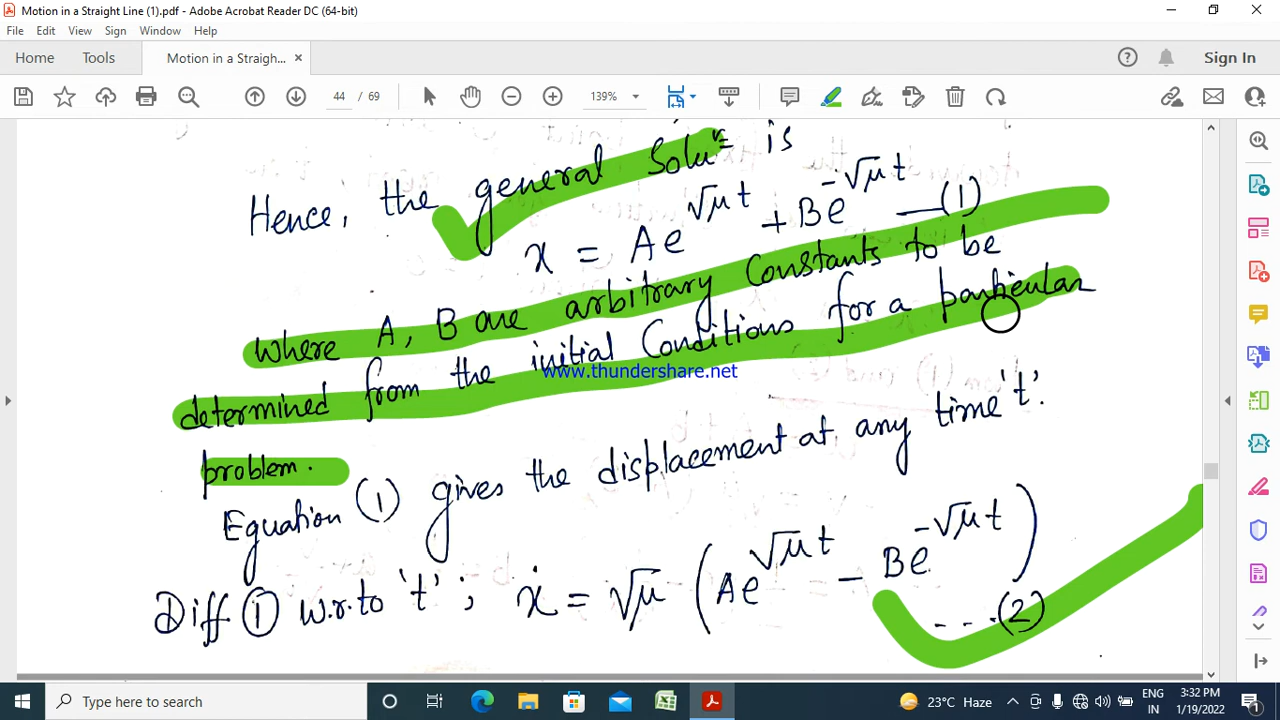 Motion in a Straight Line (1).pdf - Adobe Acrobat Reader DC (64-bit)
File Edit View Sign Window Help
Home Tools Motion in a Straigh... × Sign In
44 / 69 139%
Hence, the general Soluⁿ is
x = Ae^{√μ t} + Be^{-√μ t} —(1)
where A, B are arbitrary Constants to be
determined from the initial Conditions for a particular
problem.
www.thundershare.net
Equation (1) gives the displacement at any time 't'.
Diff ① w.r.to 't'; ẋ = √μ (Ae^{√μ t} - Be^{-√μ t})
---(2)
Type here to search
23°C Haze
ENG
IN
3:32 PM
1/19/2022
1